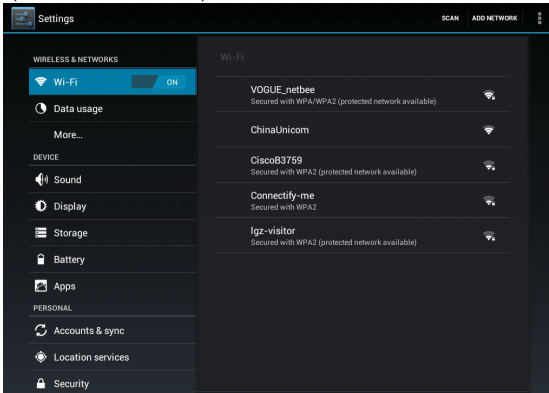 Settings
SCAN
ADD NETWORK
WIRELESS & NETWORKS
Wi-Fi
ON
Data usage
More...
DEVICE
Sound
Display
Storage
Battery
Apps
PERSONAL
Accounts & sync
Location services
Security
Wi-Fi
VOGUE_netbee
Secured with WPA/WPA2 (protected network available)
ChinaUnicom
CiscoB3759
Secured with WPA2 (protected network available)
Connectify-me
Secured with WPA2
lgz-visitor
Secured with WPA2 (protected network available)